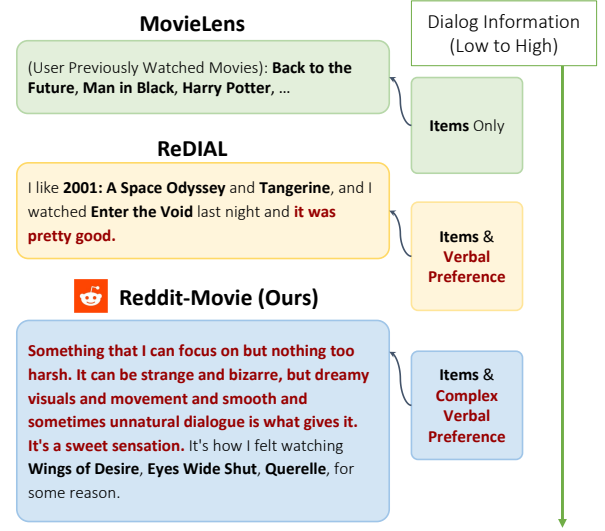 MovieLens
(User Previously Watched Movies): Back to the
Future, Man in Black, Harry Potter, ...
Dialog Information
(Low to High)
Items Only
ReDIAL
I like 2001: A Space Odyssey and Tangerine, and I
watched Enter the Void last night and it was
pretty good.
Items &
Verbal
Preference
Reddit-Movie (Ours)
Something that I can focus on but nothing too
harsh. It can be strange and bizarre, but dreamy
visuals and movement and smooth and
sometimes unnatural dialogue is what gives it.
It's a sweet sensation. It's how I felt watching
Wings of Desire, Eyes Wide Shut, Querelle, for
some reason.
Items &
Complex
Verbal
Preference